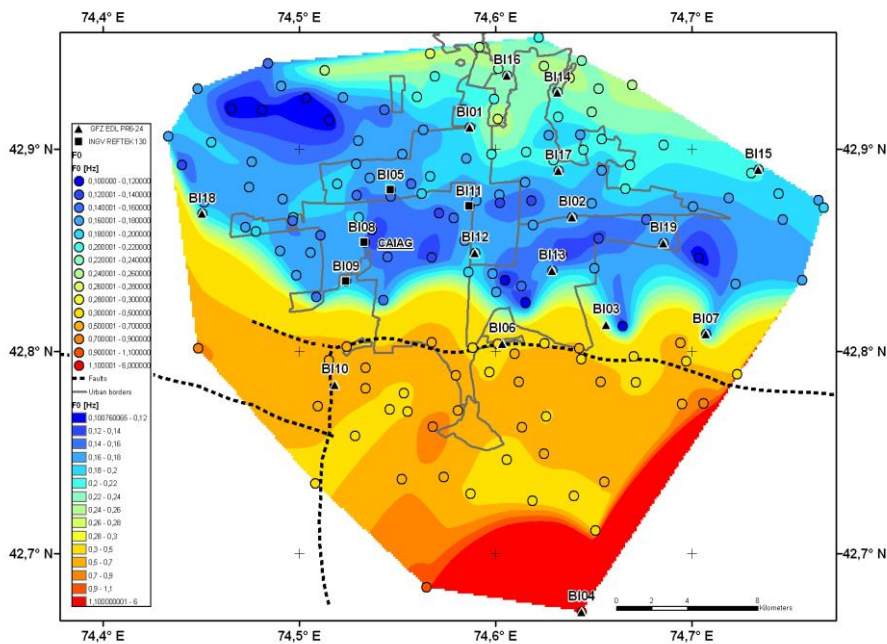 74,4°
74,5°
74,6°
74,7°
BI16
BI14
BI01
42,9°
42,9°
BI17
BI15
BI05
BI11
BI18
BI02
BI08
CAIAG
BI12
BI19
BI13
BI09
BI03
BI07
BI06
42,8°
42,8°
BI10
42,7°
42,7°
BI04
GFZ EDL PR6-24
INGV REFTEK 130
F0
F0 [Hz]
0,100000 - 0,120000
0,120001 - 0,140000
0,140001 - 0,160000
0,160001 - 0,180000
0,180001 - 0,200000
0,200001 - 0,220000
0,220001 - 0,240000
0,240001 - 0,260000
0,260001 - 0,280000
0,280001 - 0,300000
0,300001 - 0,500000
0,500001 - 0,700000
0,700001 - 0,900000
0,900001 - 1,100000
1,100001 - 6,000000
Faults
Urban borders
F0 [Hz]
0,100760065 - 0,12
0,12 - 0,14
0,14 - 0,16
0,16 - 0,18
0,18 - 0,2
0,2 - 0,22
0,22 - 0,24
0,24 - 0,26
0,26 - 0,28
0,28 - 0,3
0,3 - 0,5
0,5 - 0,7
0,7 - 0,9
0,9 - 1,1
1,100000001 - 6
0 2 4 8
Kilometers
74,4°
74,5°
74,6°
74,7°